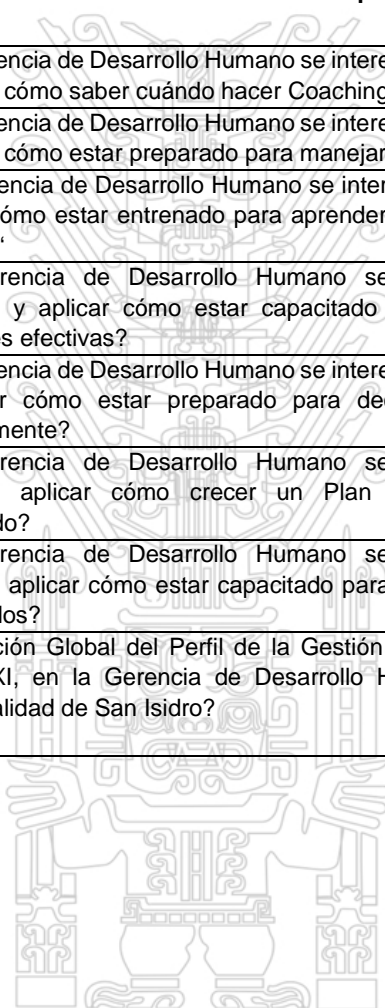 encia de Desarrollo Humano se inter
cómo saber cuándo hacer Coaching
encia de Desarrollo Humano se inter
cómo estar preparado para manejar
encia de Desarrollo Humano se inter
ómo estar entrenado para aprender
“
rencia de Desarrollo Humano se
y aplicar cómo estar capacitado
es efectivas?
encia de Desarrollo Humano se inter
r cómo estar preparado para de
mente?
rencia de Desarrollo Humano se
aplicar cómo crecer un Plan
do?
rencia de Desarrollo Humano se
aplicar cómo estar capacitado para
dos?
ción Global del Perfil de la Gestión
XI, en la Gerencia de Desarrollo H
alidad de San Isidro?